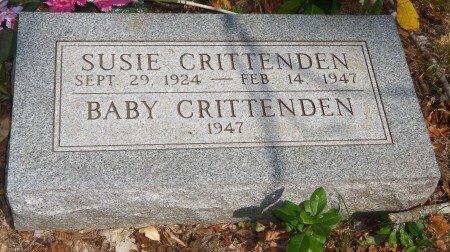 SUSIE CRITTENDEN
SEPT. 29, 1924 — FEB 14, 1947
BABY CRITTENDEN
1947